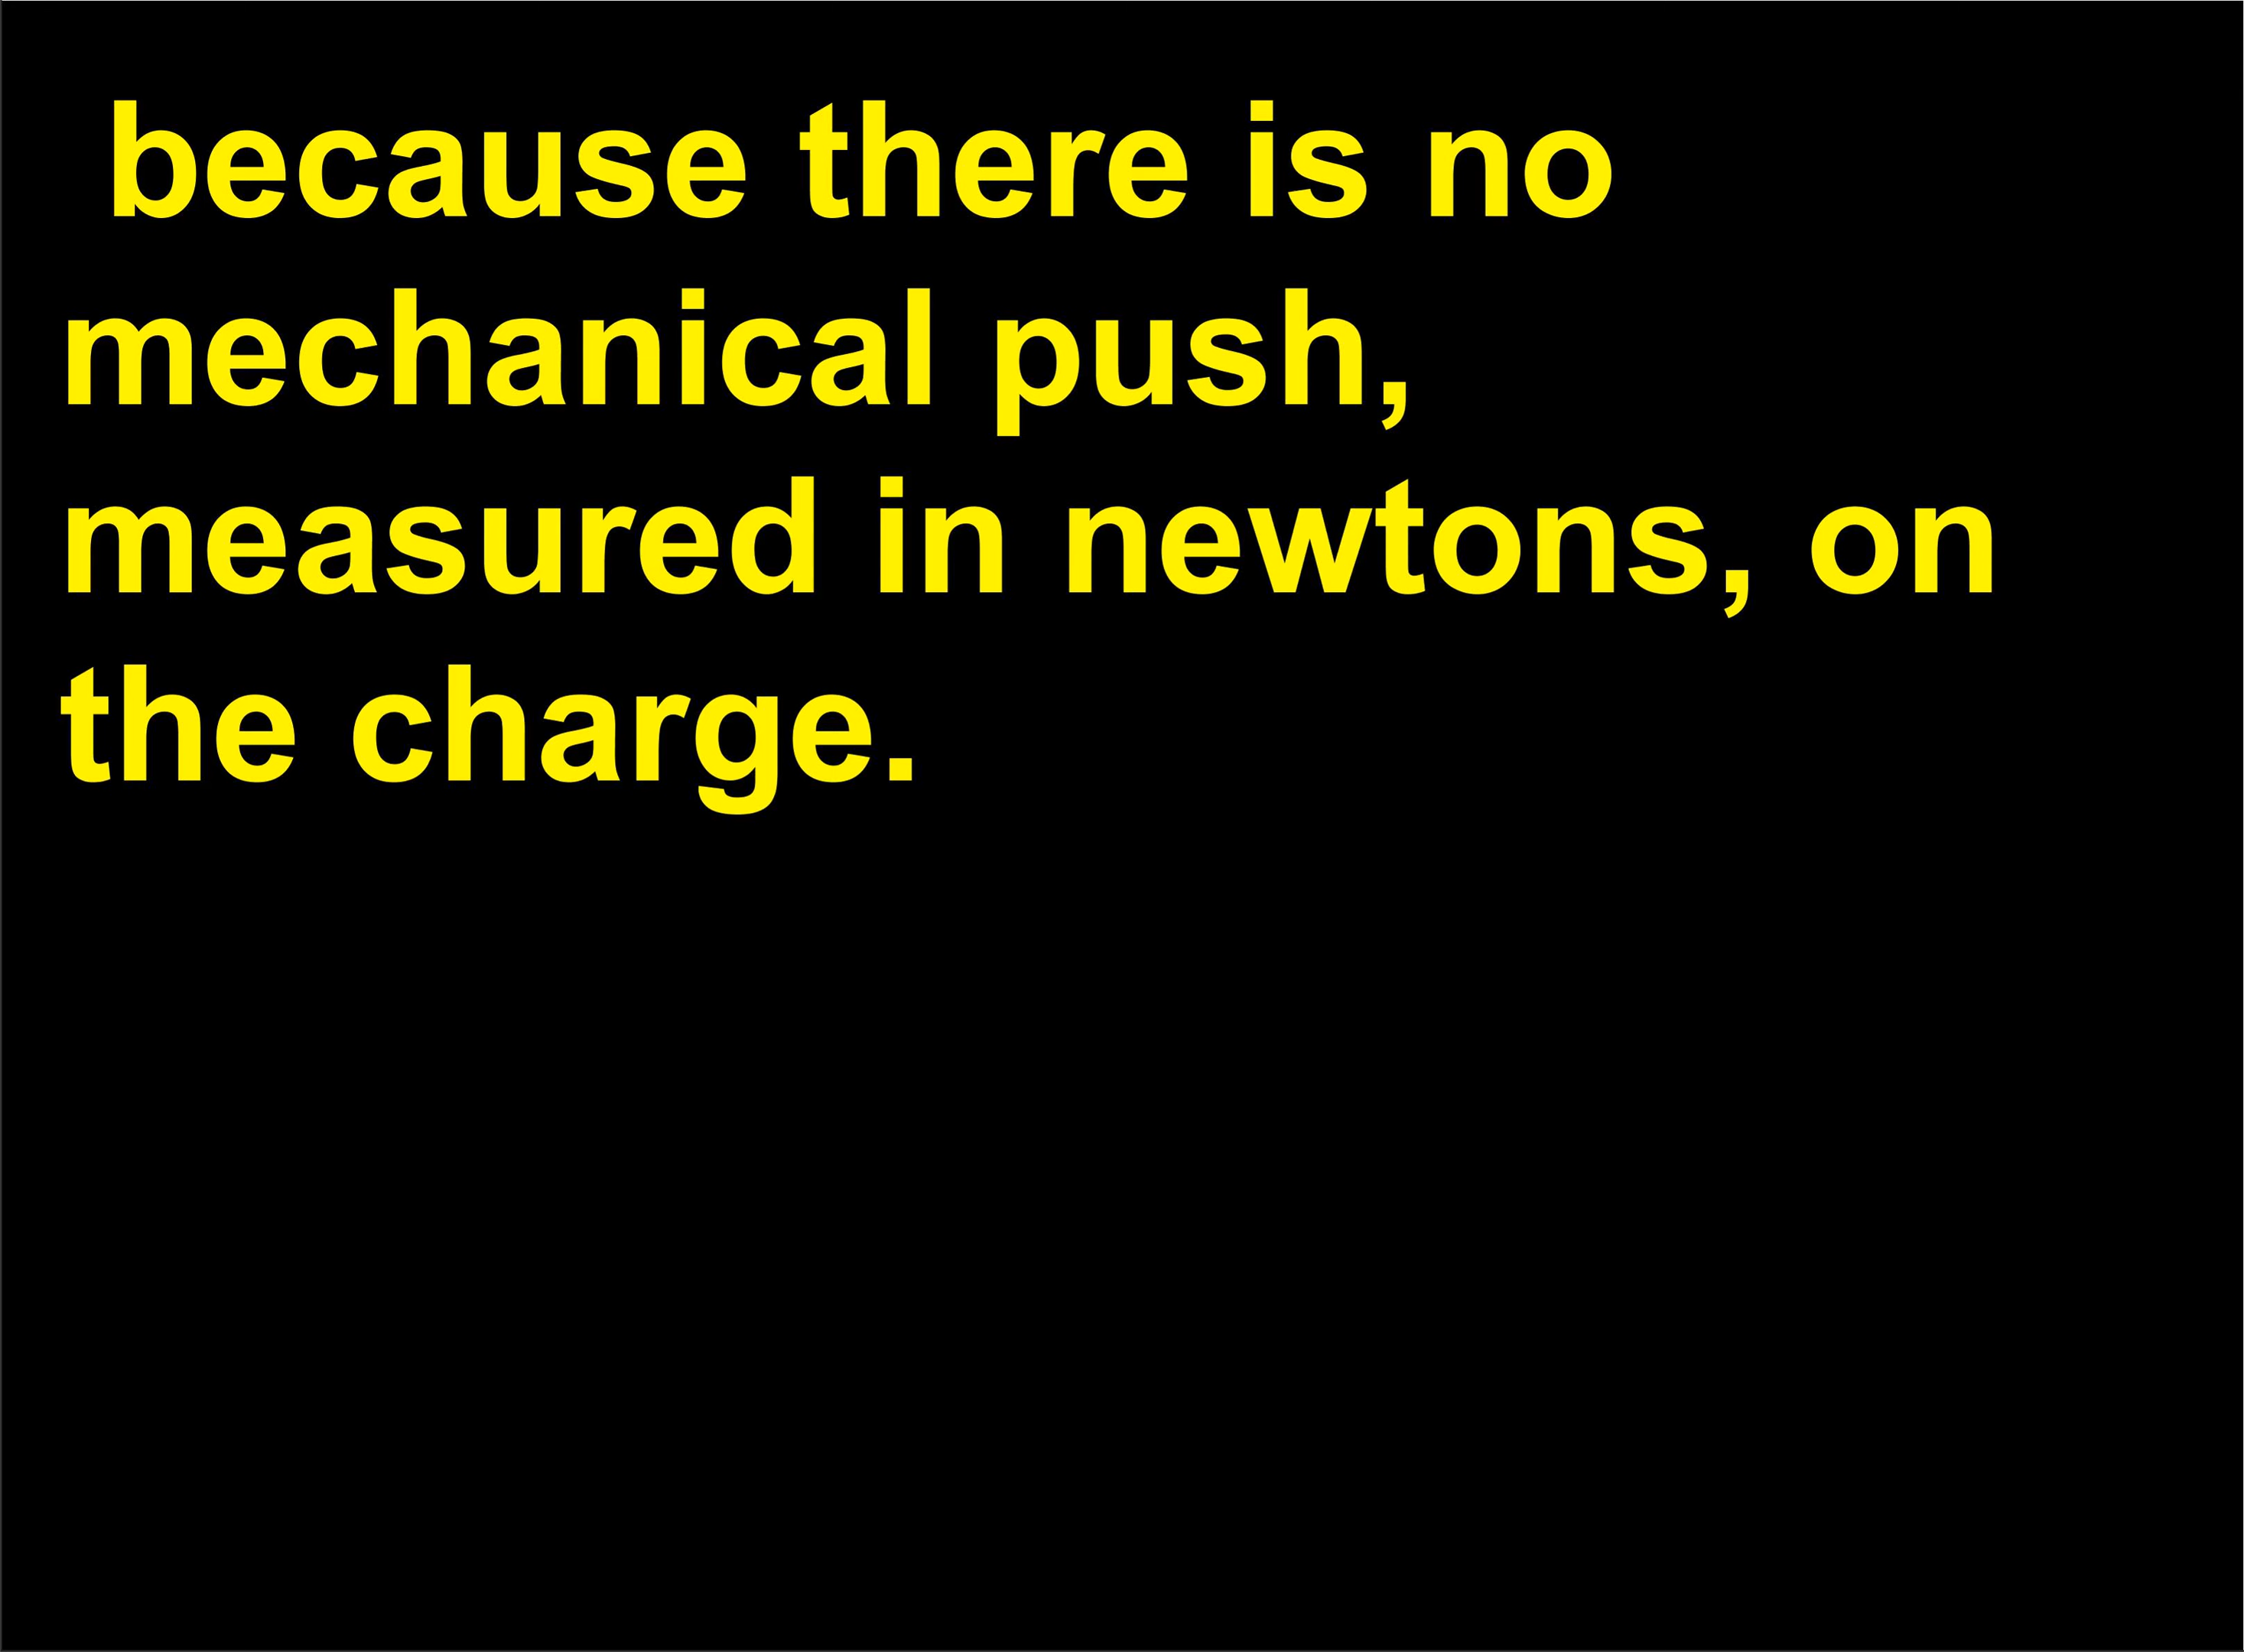 because there is no
mechanical push,
measured in newtons, on
the charge.